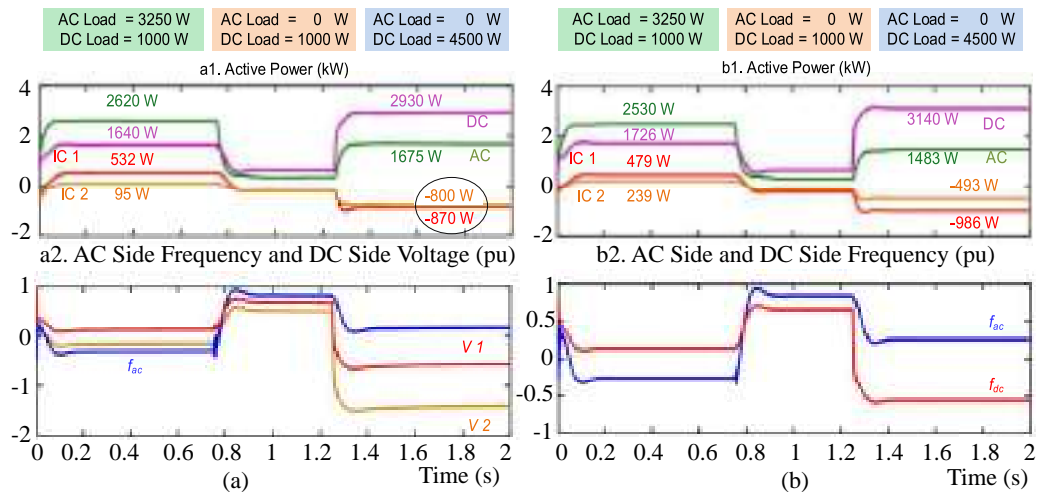 AC Load = 3250 W
DC Load = 1000 W
AC Load = 0 W
DC Load = 1000 W
AC Load = 0 W
DC Load = 4500 W
a1. Active Power (kW)
4
2
0
-2
2620 W
1640 W
IC 1
532 W
IC 2
95 W
2930 W
DC
1675 W
AC
-800 W
-870 W
a2. AC Side Frequency and DC Side Voltage (pu)
1
0
-1
-2
f_ac
V 1
V 2
0 0.2 0.4 0.6 0.8 1 1.2 1.4 1.6 1.8 2
Time (s)
(a)
AC Load = 3250 W
DC Load = 1000 W
AC Load = 0 W
DC Load = 1000 W
AC Load = 0 W
DC Load = 4500 W
b1. Active Power (kW)
4
2
0
-2
2530 W
1726 W
IC 1
479 W
IC 2
239 W
3140 W
DC
1483 W
AC
-493 W
-986 W
b2. AC Side and DC Side Frequency (pu)
1
0.5
0
-0.5
-1
f_ac
f_dc
0 0.2 0.4 0.6 0.8 1 1.2 1.4 1.6 1.8 2
Time (s)
(b)